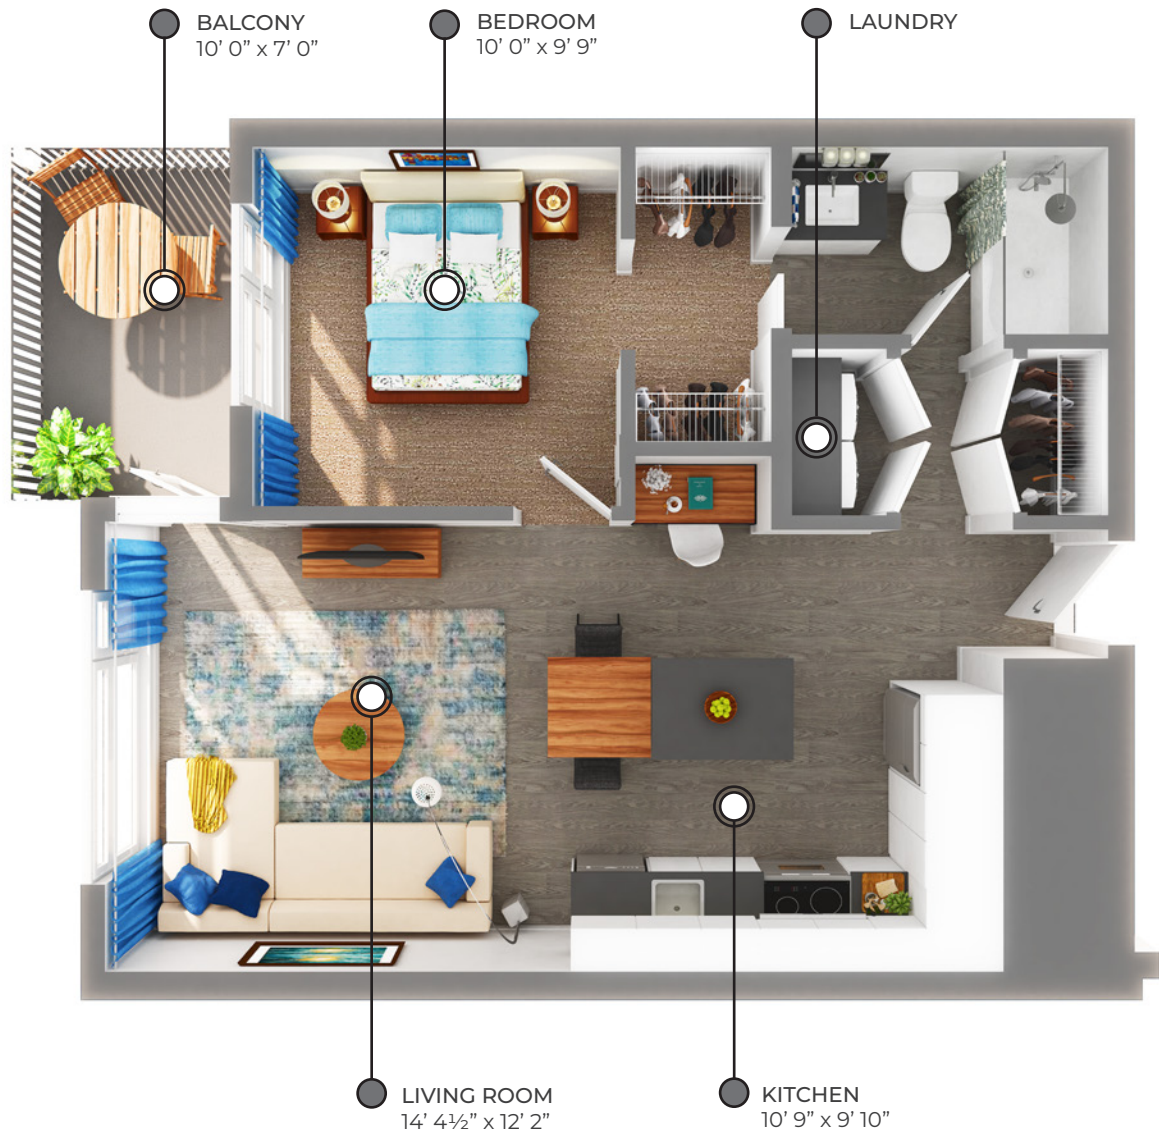 BALCONY
10’ 0” x 7’ 0”
BEDROOM
10’ 0” x 9’ 9”
LAUNDRY
LIVING ROOM
14’ 4½” x 12’ 2”
KITCHEN
10’ 9” x 9’ 10”